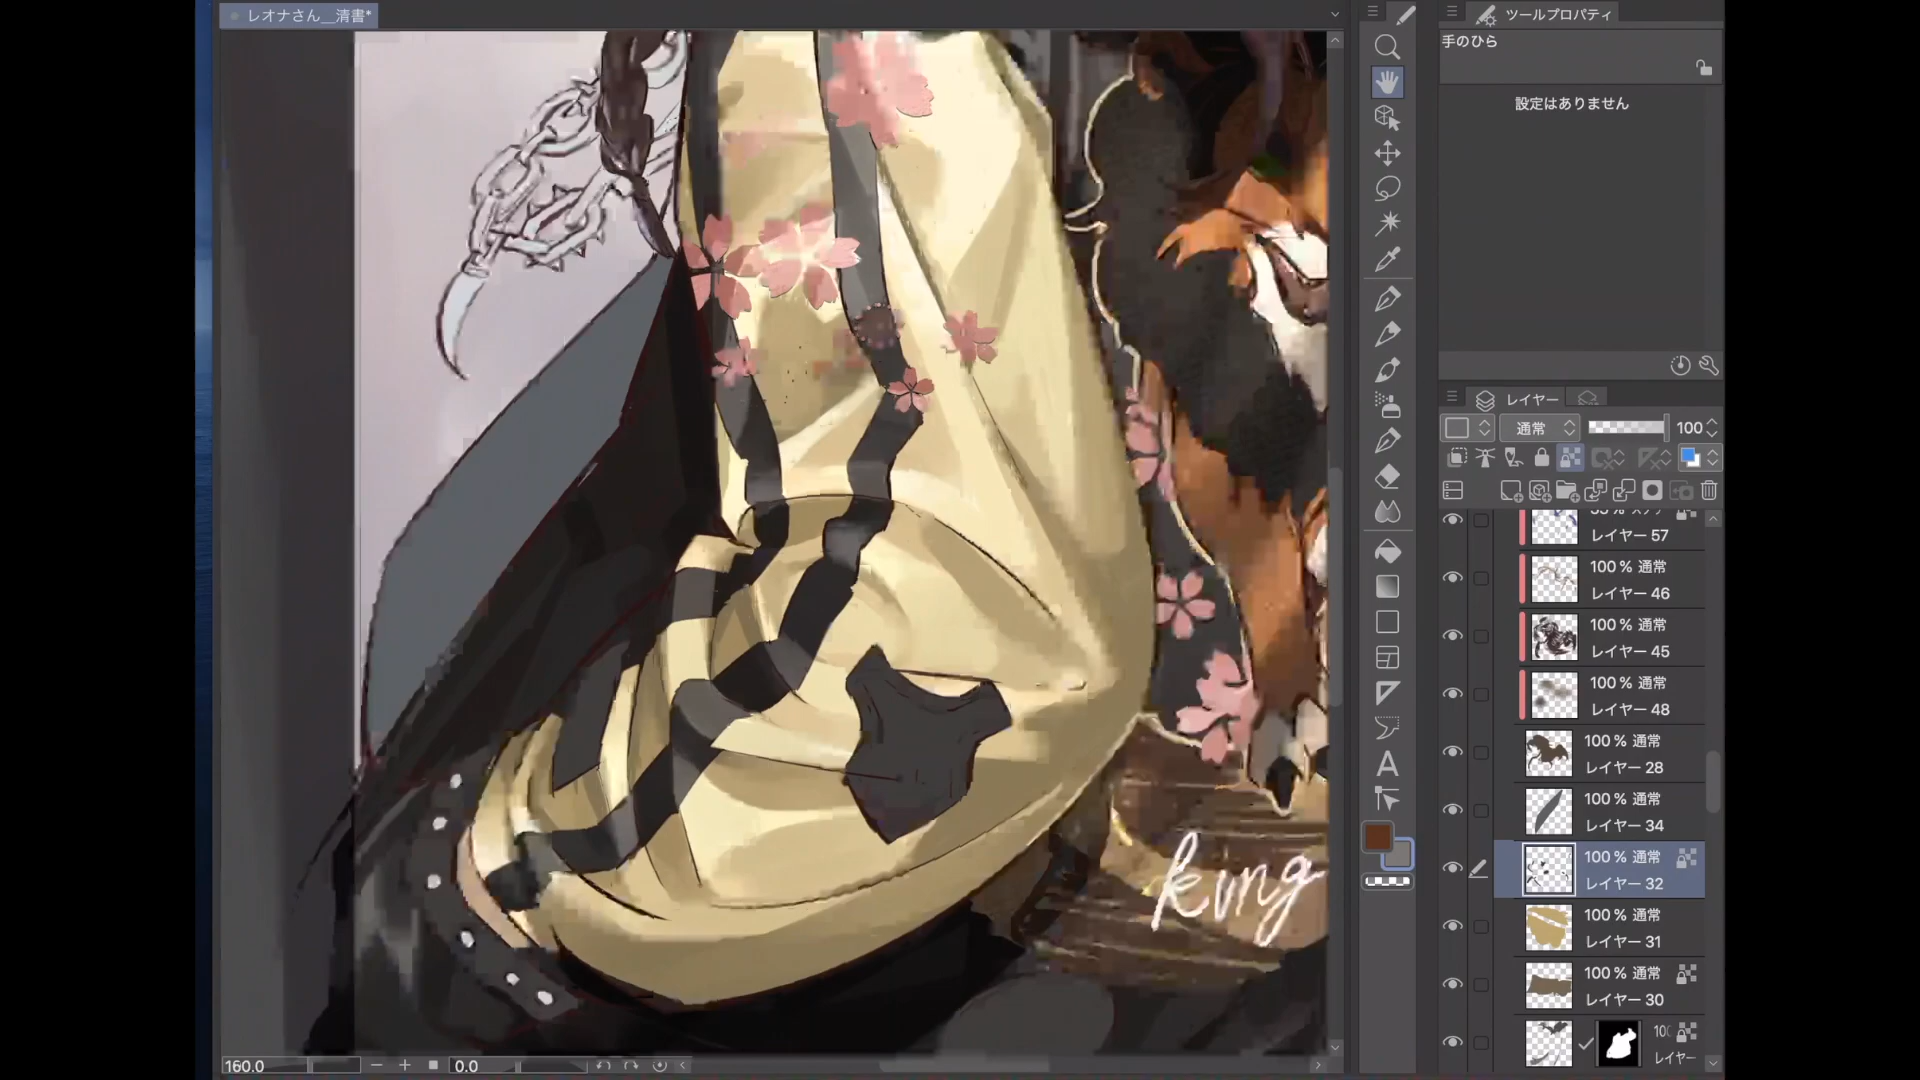 レオナさん__清書*
ツールプロパティ
手のひら
設定はありません
レイヤー
通常
100
レイヤー 57
100 % 通常
レイヤー 46
100 % 通常
レイヤー 45
100 % 通常
レイヤー 48
100 % 通常
レイヤー 28
100 % 通常
レイヤー 34
100 % 通常
レイヤー 32
100 % 通常
レイヤー 31
100 % 通常
レイヤー 30
レイヤー
king
160.0
0.0